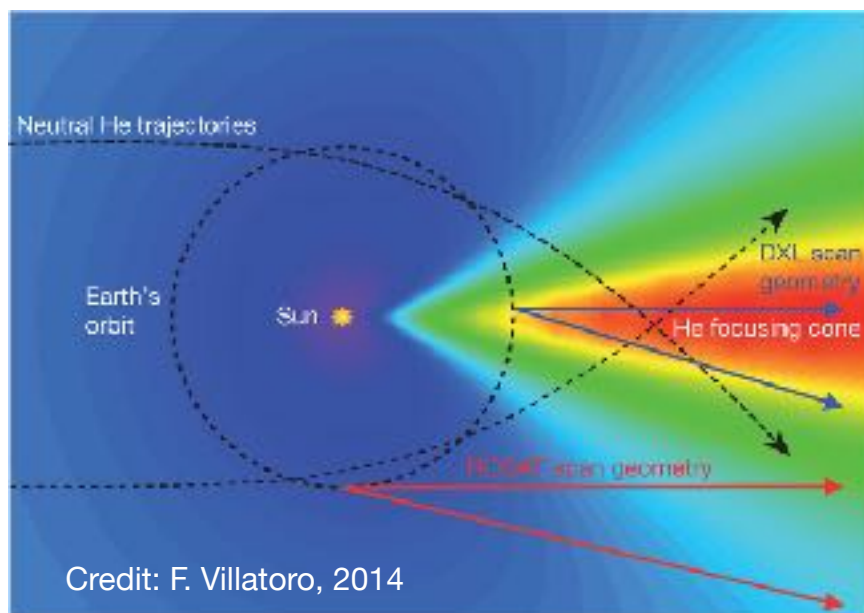 Neutral He trajectories
Earth's
orbit
Sun
DXL scan
geometry
He focusing cone
ROSAT scan geometry
Credit: F. Villatoro, 2014